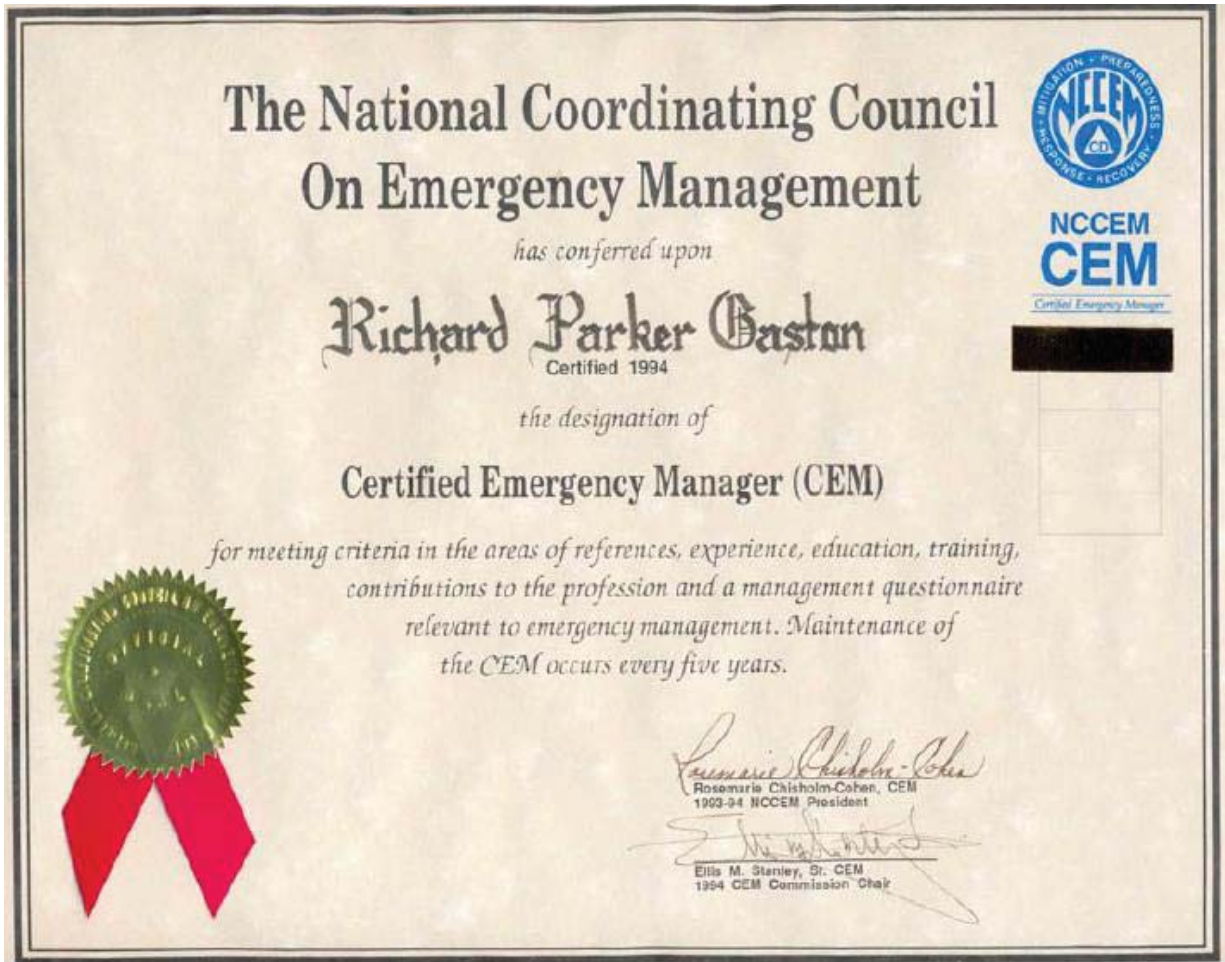 The National Coordinating Council
On Emergency Management
has conferred upon
Richard Parker Gaston
Certified 1994
the designation of
Certified Emergency Manager (CEM)
for meeting criteria in the areas of references, experience, education, training,
contributions to the profession and a management questionnaire
relevant to emergency management. Maintenance of
the CEM occurs every five years.
MITIGATION · PREPAREDNESS · RESPONSE · RECOVERY
NCCEM
CD
NCCEM
CEM
Certified Emergency Manager
OFFICIAL
Rosemarie Chisholm-Cohen
Rosemarie Chisholm-Cohen, CEM
1993-94 NCCEM President
Ellis M. Stanley, Sr. CEM
1994 CEM Commission Chair